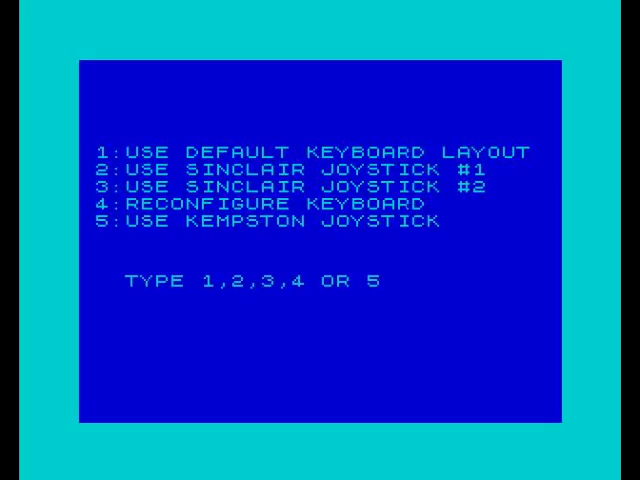 1:USE DEFAULT KEYBOARD LAYOUT
2:USE SINCLAIR JOYSTICK #1
3:USE SINCLAIR JOYSTICK #2
4:RECONFIGURE KEYBOARD
5:USE KEMPSTON JOYSTICK
TYPE 1,2,3,4 OR 5